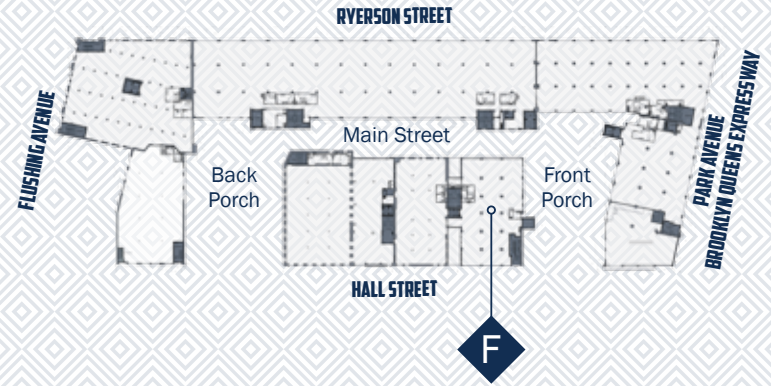 RYERSON STREET
FLUSHING AVENUE
Main Street
Back
Porch
Front
Porch
PARK AVENUE
BROOKLYN QUEENS EXPRESSWAY
HALL STREET
F